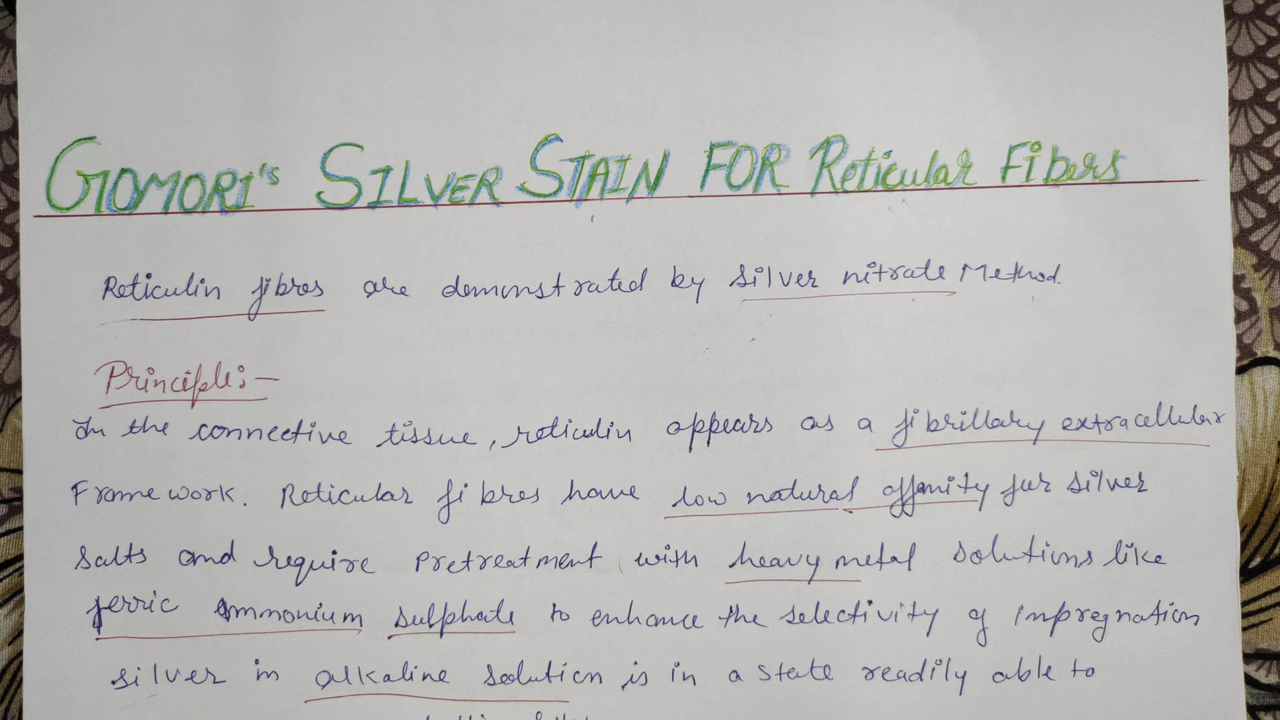 GOMORI's SILVER STAIN FOR Reticular Fibers
Reticulin fibres are demonstrated by silver nitrate Method.
Principle:-
In the connective tissue, reticulin appears as a fibrillary extracellular
Framework. Reticular fibres have low natural affinity for silver
salts and require pretreatment with heavy metal solutions like
ferric ammonium sulphate to enhance the selectivity of impregnation
silver in alkaline solution is in a state readily able to